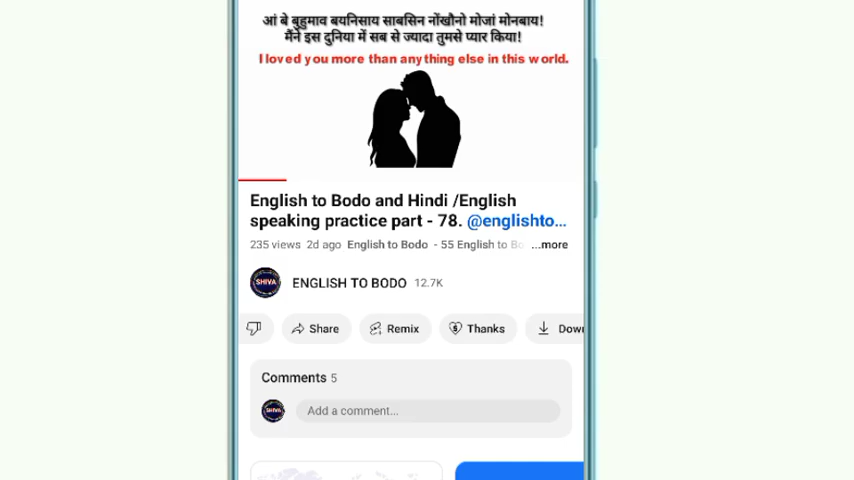 आं बे बुहुमाव बयनिसाय साबसिन नोंखौनो मोजां मोनबाय!
मैंने इस दुनिया में सब से ज्यादा तुमसे प्यार किया!
I loved you more than anything else in this world.
English to Bodo and Hindi /English
speaking practice part - 78. @englishto...
235 views 2d ago English to Bodo - 55 English to Bo ...more
SHIVA ENGLISH TO BODO 12.7K
Share Remix Thanks Down
Comments 5
SHIVA Add a comment...